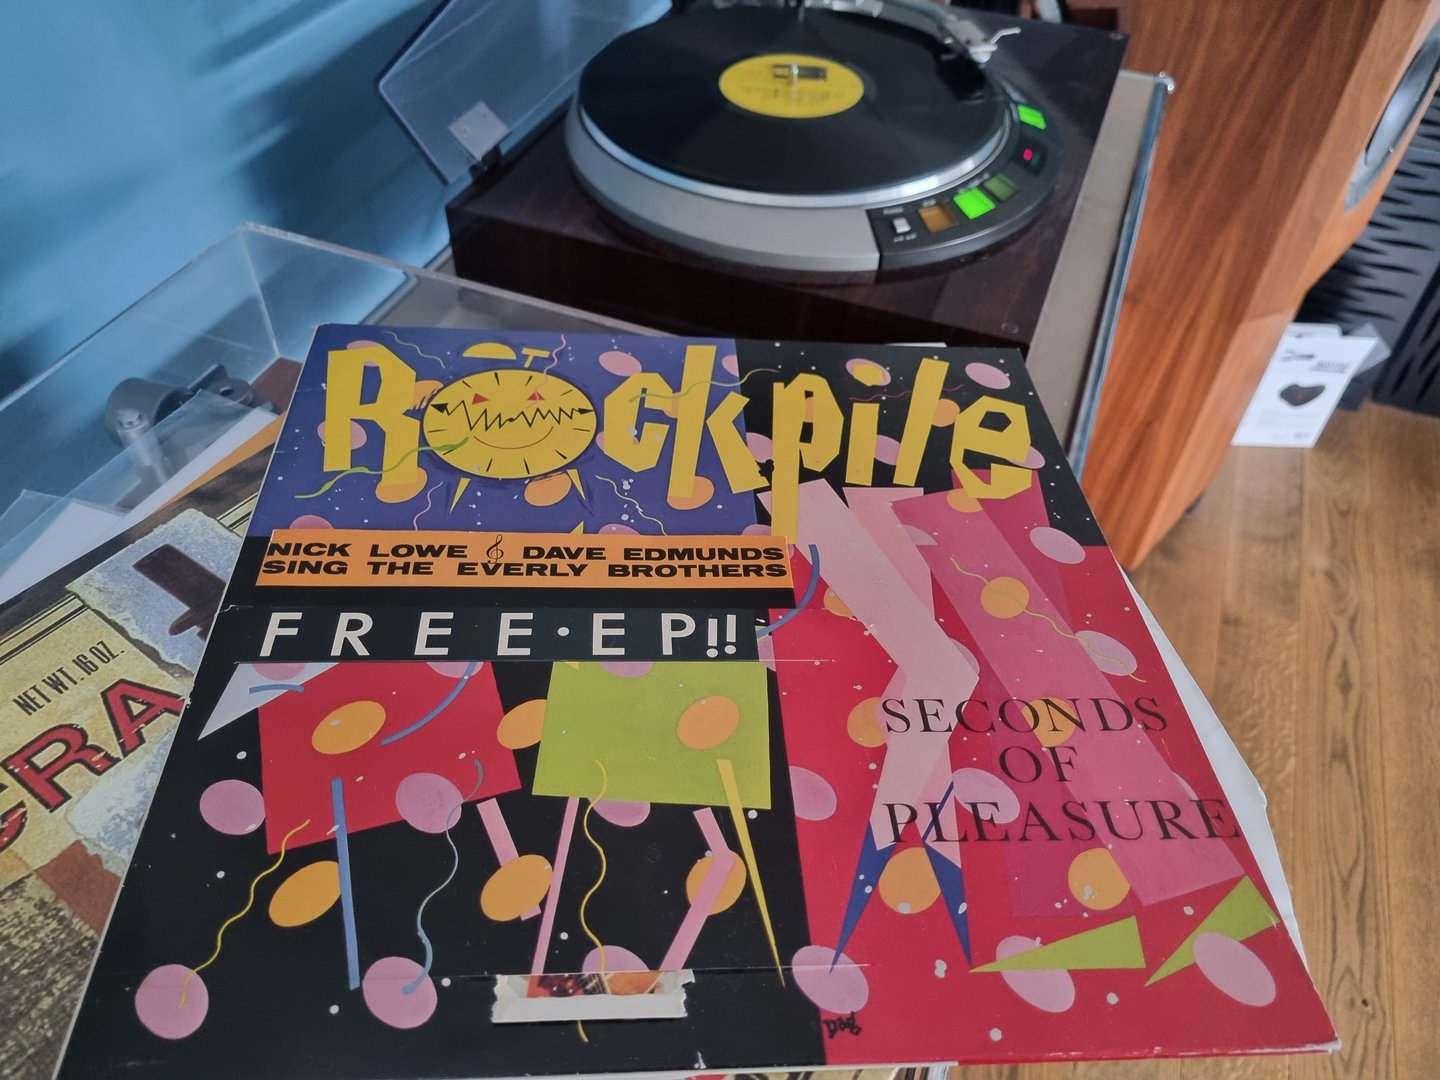 Rockpile
NICK LOWE & DAVE EDMUNDS
SING THE EVERLY BROTHERS
FREE·EP!!
SECONDS
OF
PLEASURE
NET WT. 16 OZ.
CRA